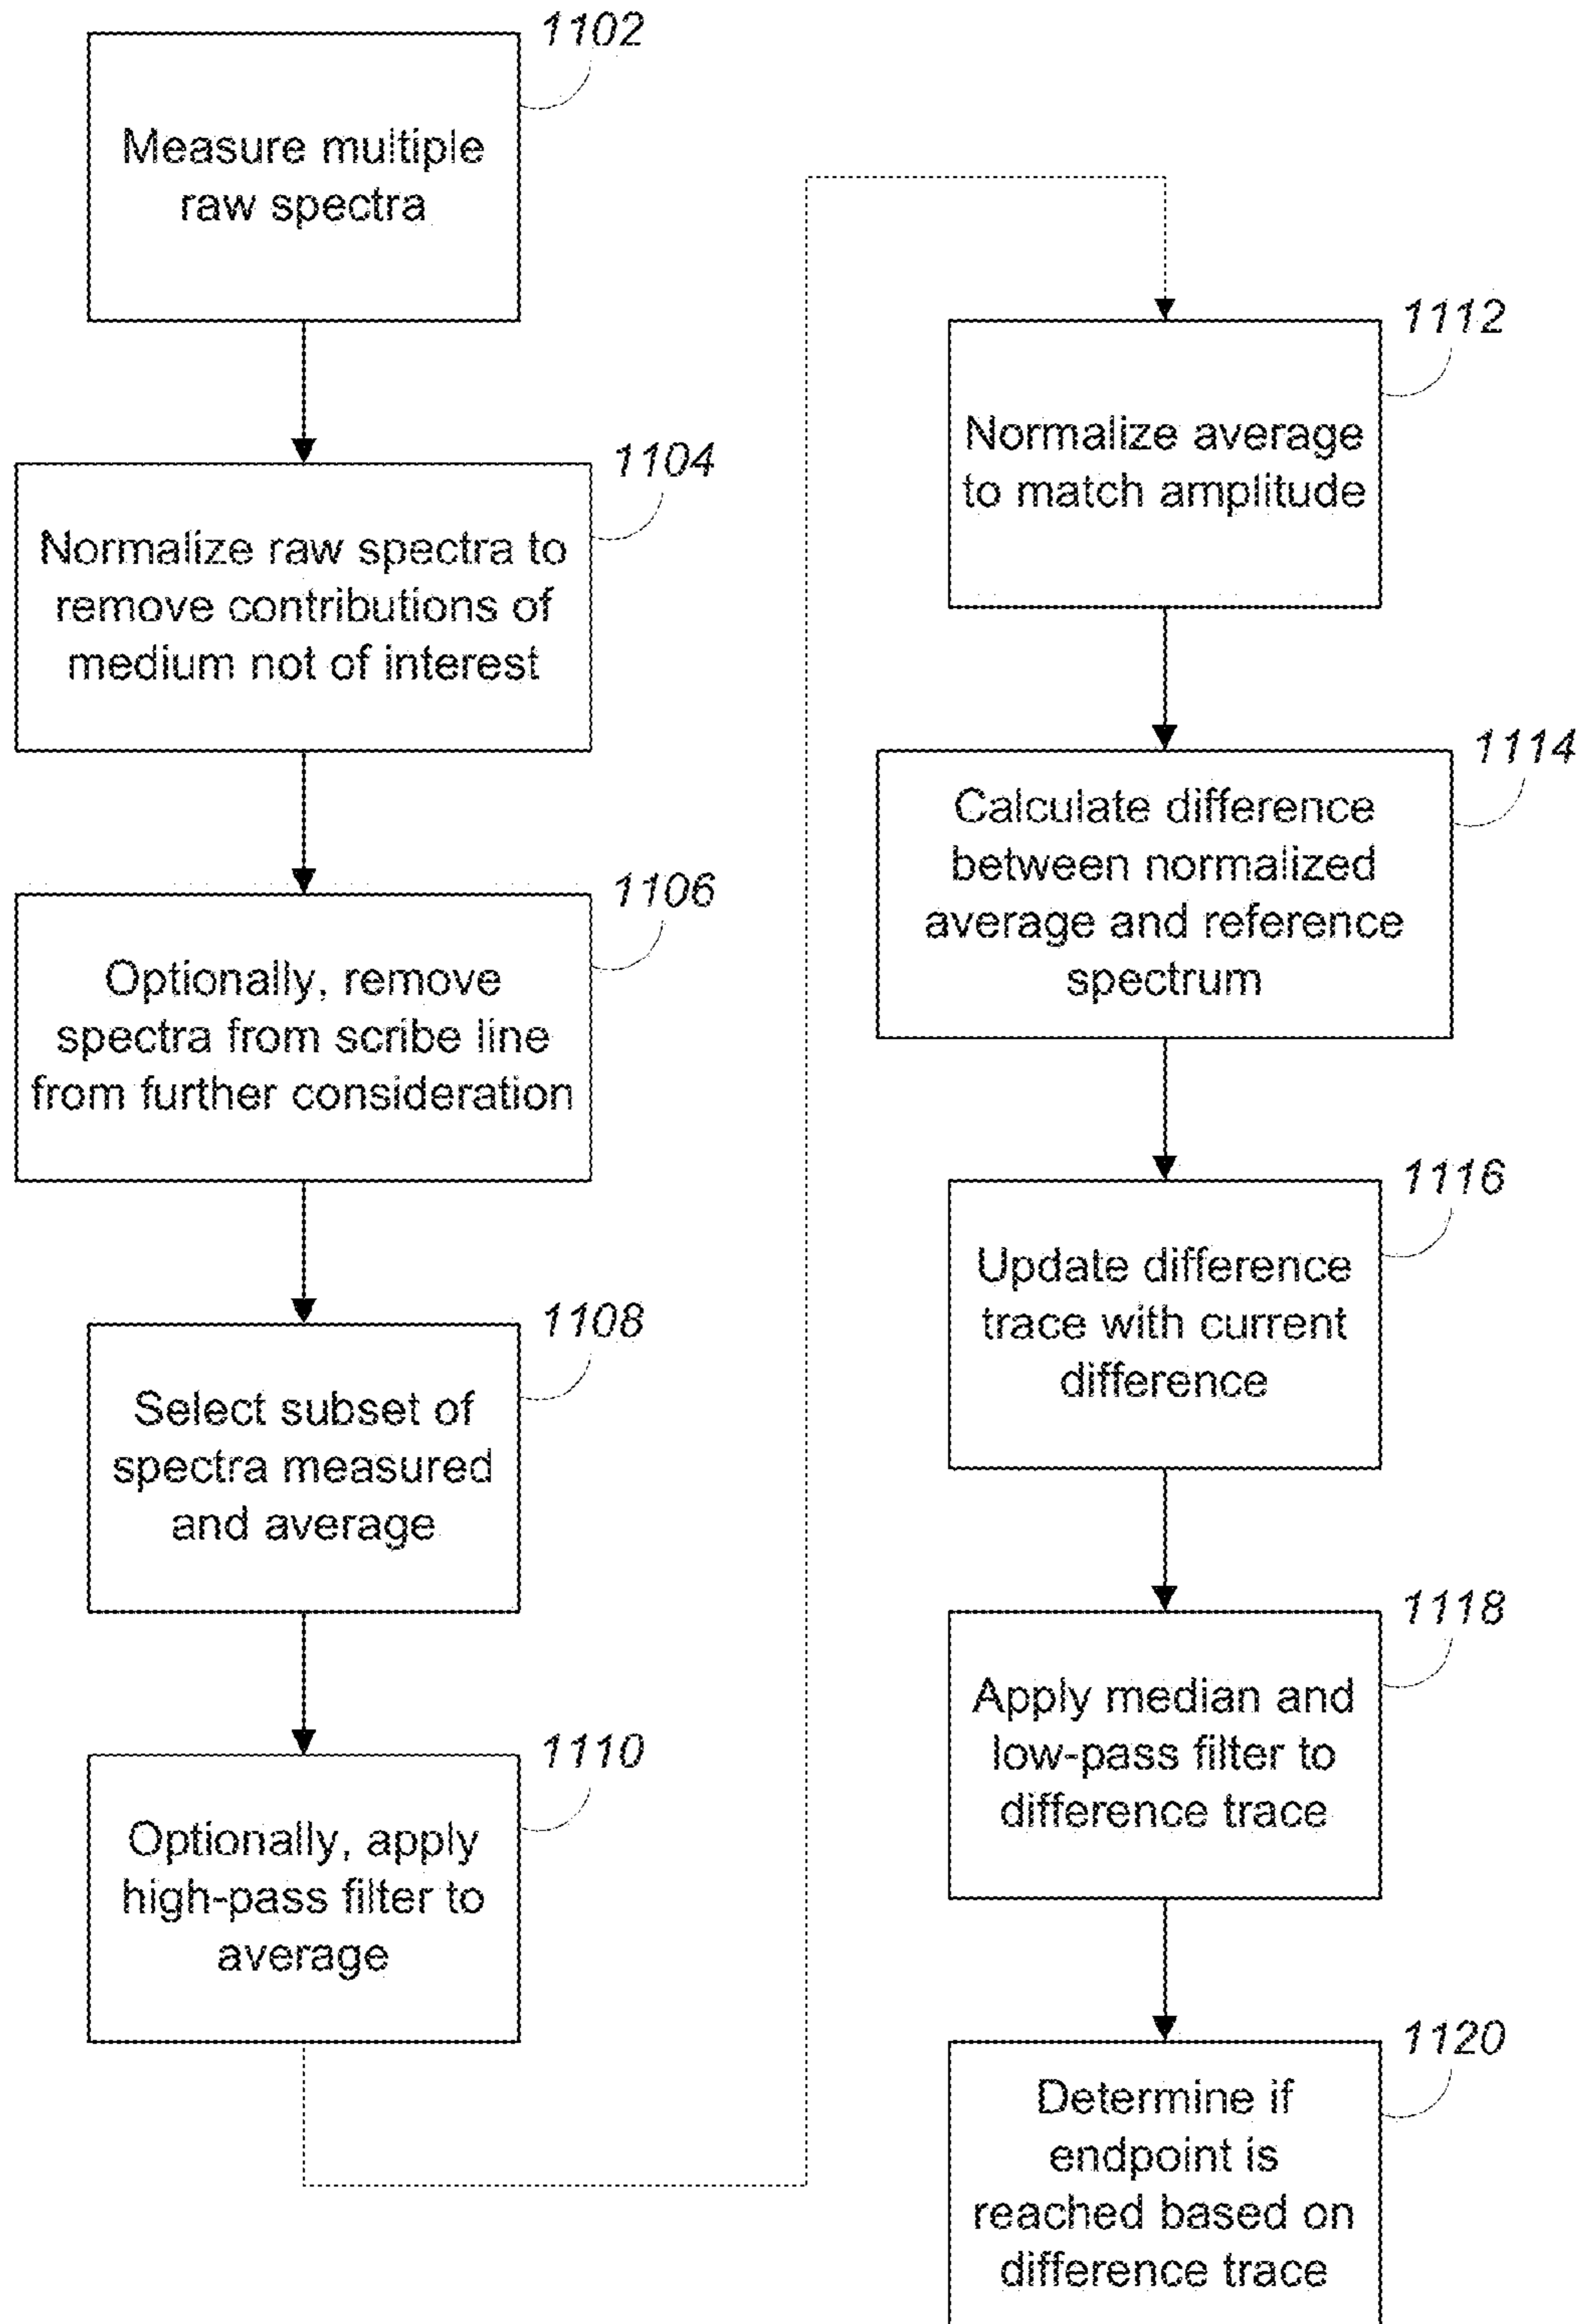 1102
Measure multiple
raw spectra
1104
Normalize raw spectra to
remove contributions of
medium not of interest
1106
Optionally, remove
spectra from scribe line
from further consideration
1108
Select subset of
spectra measured
and average
1110
Optionally, apply
high-pass filter to
average
1112
Normalize average
to match amplitude
1114
Calculate difference
between normalized
average and reference
spectrum
1116
Update difference
trace with current
difference
1118
Apply median and
low-pass filter to
difference trace
1120
Determine if
endpoint is
reached based on
difference trace